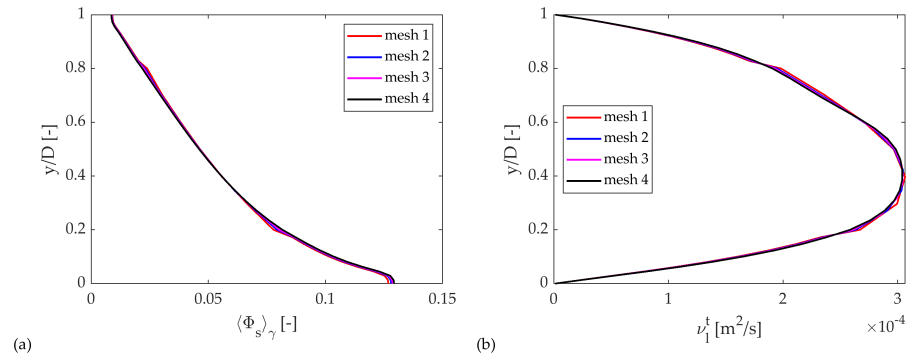 1
0.8
0.6
0.4
0.2
0
y/D [-]
0
0.05
0.1
0.15
⟨Φ_s⟩_γ [-]
mesh 1
mesh 2
mesh 3
mesh 4
(a)
1
0.8
0.6
0.4
0.2
0
y/D [-]
0
1
2
3
×10⁻⁴
ν₁ᵗ [m²/s]
mesh 1
mesh 2
mesh 3
mesh 4
(b)